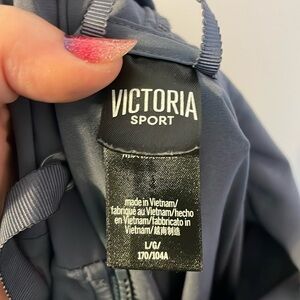 VICTORIA
SPORT
made in Vietnam/
fabriqué au Vietnam/hecho
en Vietnam/fabbricato in
Vietnam/越南制造
L/G/
170/104A